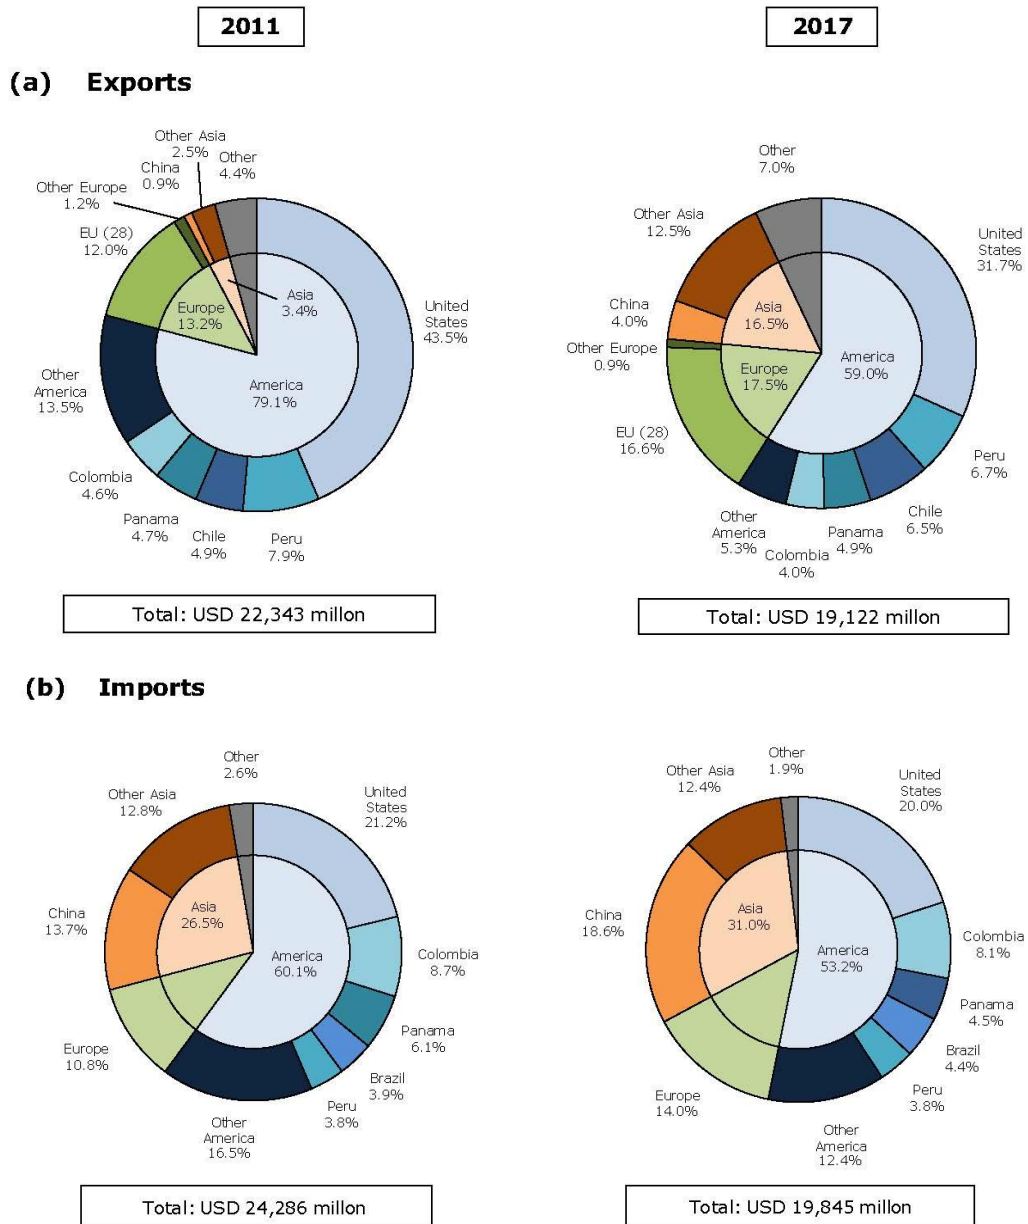 2011
2017
(a) Exports
Other Asia
2.5%
Other
4.4%
China
0.9%
Other Europe
1.2%
EU (28)
12.0%
Europe
13.2%
Asia
3.4%
United
States
43.5%
Other
America
13.5%
America
79.1%
Colombia
4.6%
Panama
4.7%
Chile
4.9%
Peru
7.9%
Total: USD 22,343 millon
Other
7.0%
Other Asia
12.5%
United
States
31.7%
China
4.0%
Asia
16.5%
Other Europe
0.9%
Europe
17.5%
America
59.0%
EU (28)
16.6%
Peru
6.7%
Chile
6.5%
Other
America
5.3%
Panama
4.9%
Colombia
4.0%
Total: USD 19,122 millon
(b) Imports
Other
2.6%
Other Asia
12.8%
United
States
21.2%
China
13.7%
Asia
26.5%
America
60.1%
Colombia
8.7%
Panama
6.1%
Europe
10.8%
Brazil
3.9%
Peru
3.8%
Other
America
16.5%
Total: USD 24,286 millon
Other
1.9%
Other Asia
12.4%
United
States
20.0%
China
18.6%
Asia
31.0%
America
53.2%
Colombia
8.1%
Panama
4.5%
Brazil
4.4%
Europe
14.0%
Peru
3.8%
Other
America
12.4%
Total: USD 19,845 millon